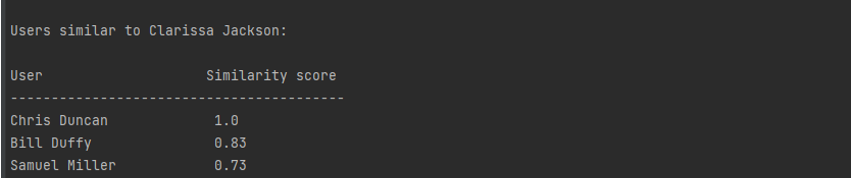 Users similar to Clarissa Jackson:
User Similarity score
-----------------------------------------
Chris Duncan 1.0
Bill Duffy 0.83
Samuel Miller 0.73